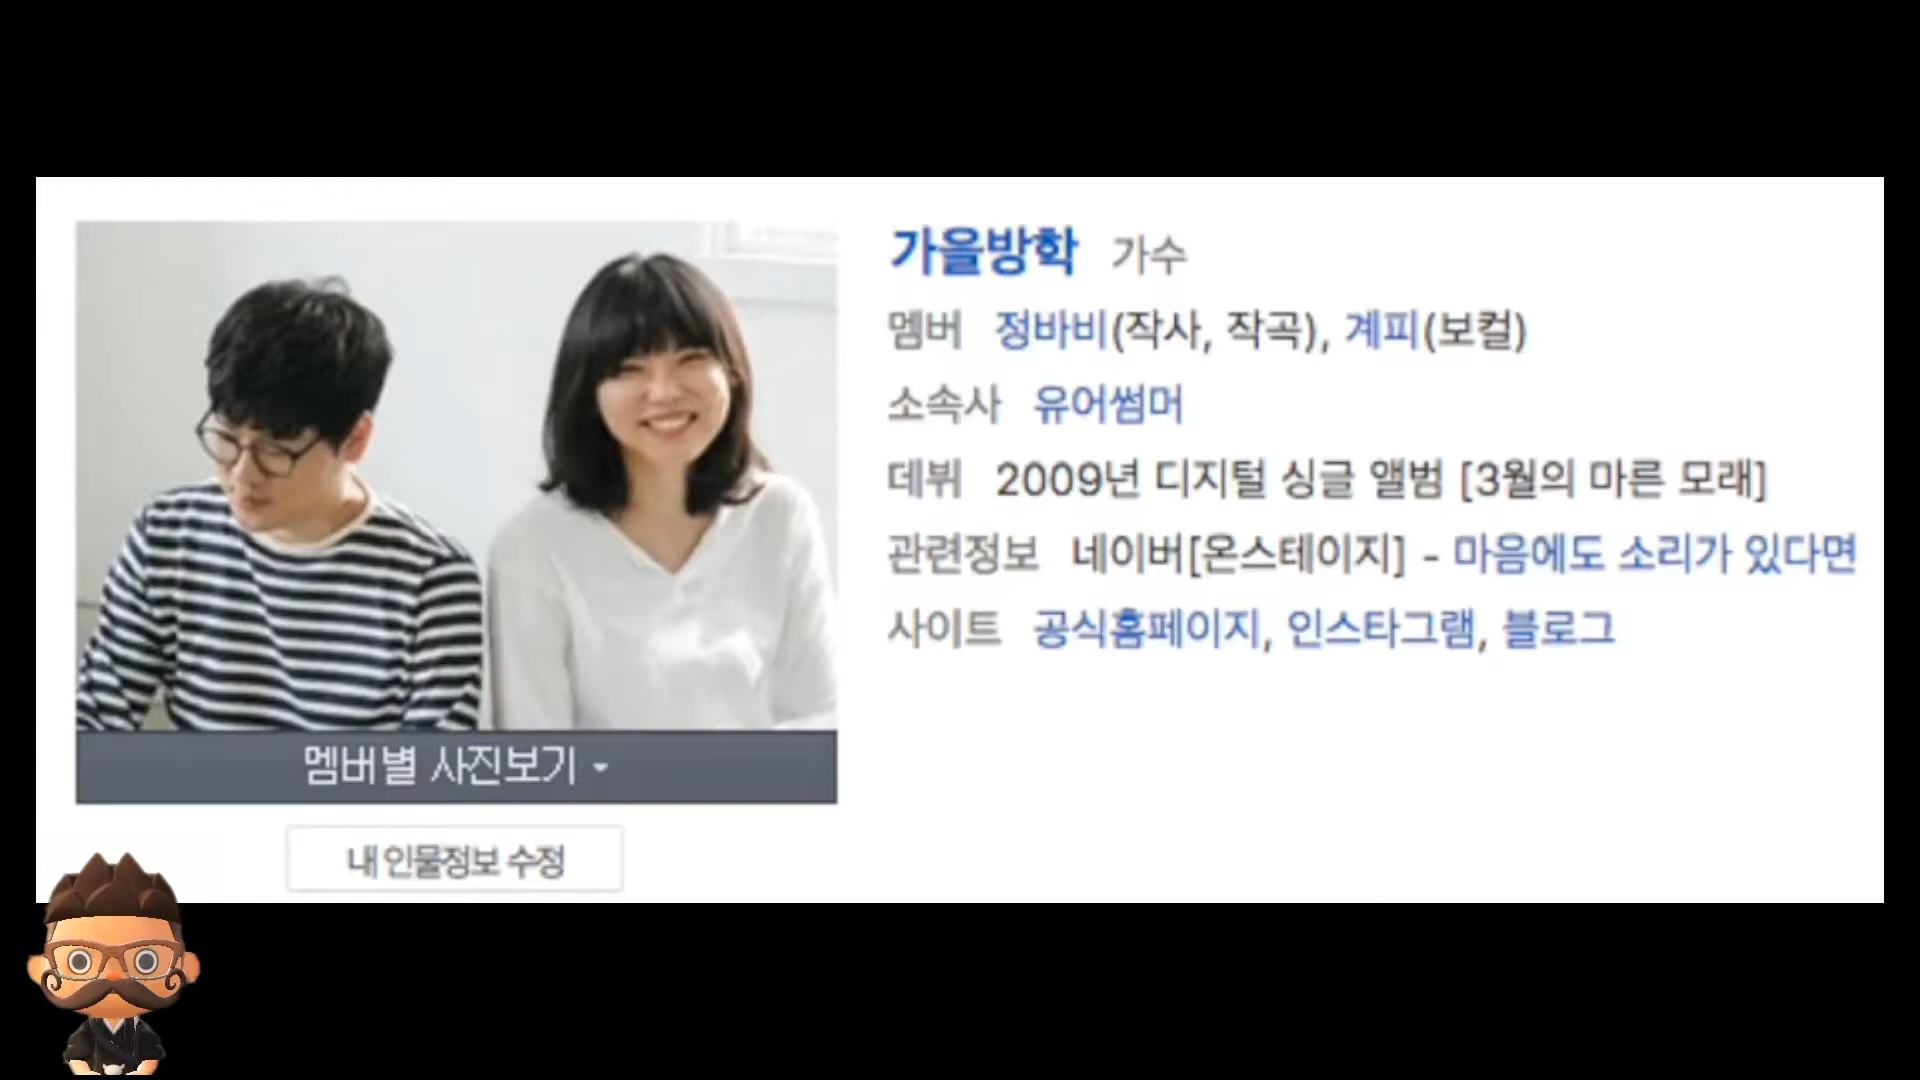 가을방학 가수
멤버 정바비(작사, 작곡), 계피(보컬)
소속사 유어썸머
데뷔 2009년 디지털 싱글 앨범 [3월의 마른 모래]
관련정보 네이버[온스테이지] - 마음에도 소리가 있다면
사이트 공식홈페이지, 인스타그램, 블로그
멤버별 사진보기
내 인물정보 수정